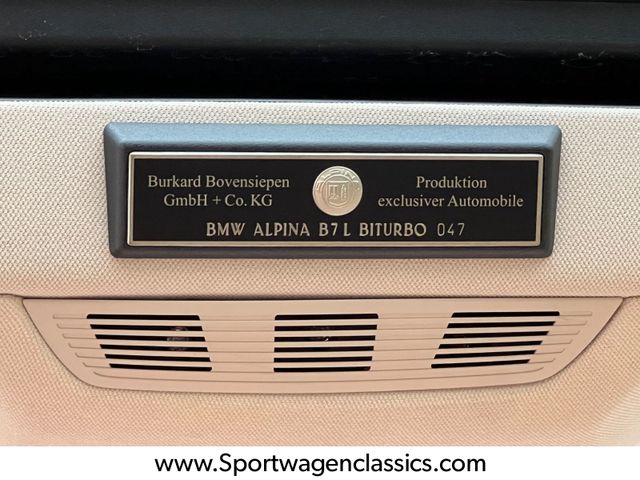 Burkard Bovensiepen
GmbH + Co. KG
Produktion
exclusiver Automobile
BMW ALPINA B7 L BITURBO 047
www.Sportwagenclassics.com